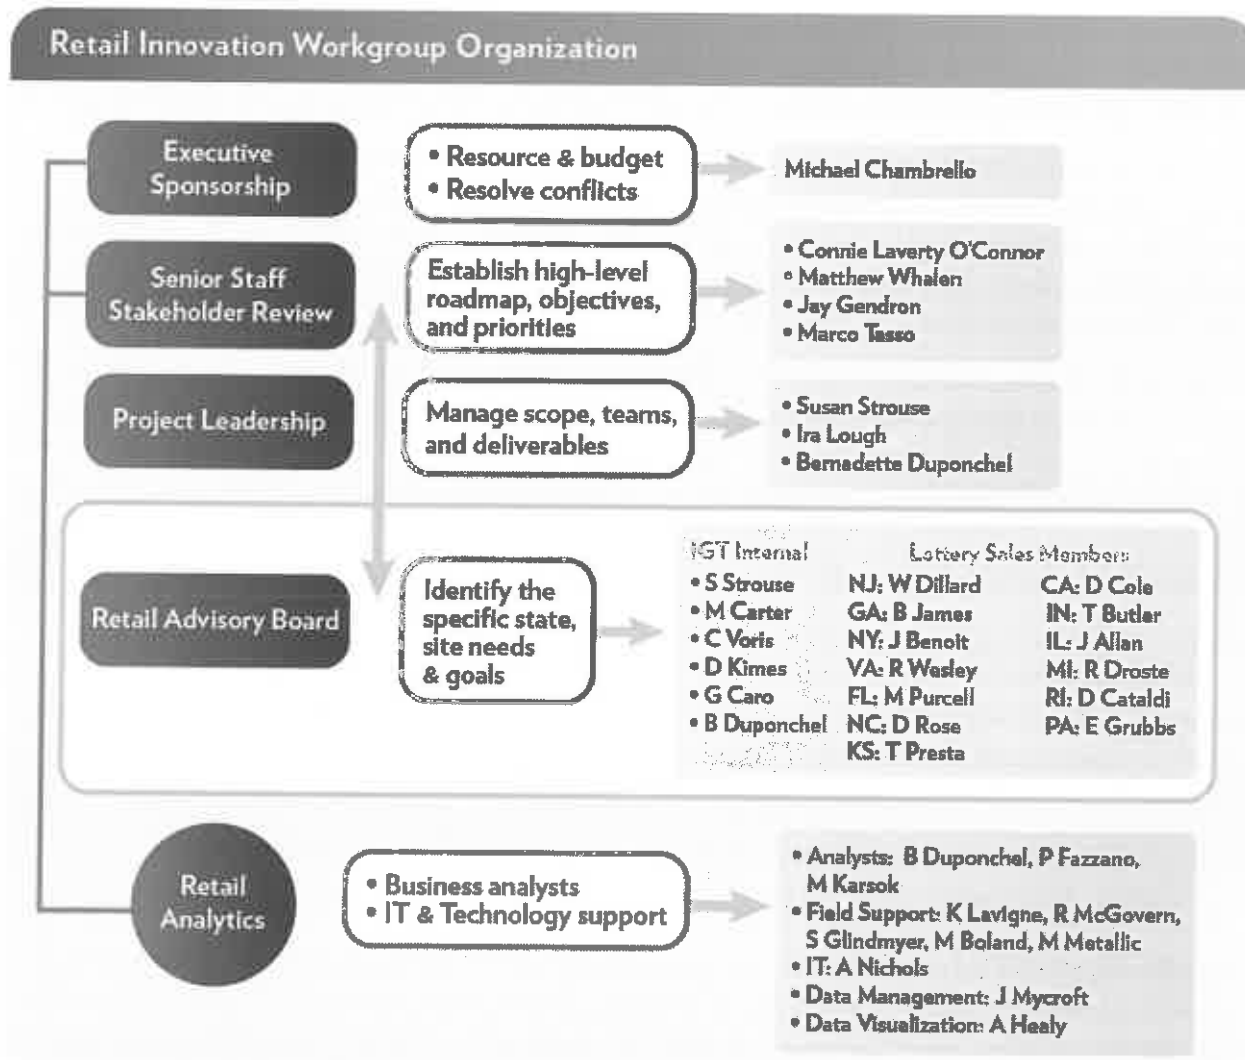 Retail Innovation Workgroup Organization
Executive
Sponsorship
• Resource & budget
• Resolve conflicts
Michael Chambrello
Senior Staff
Stakeholder Review
Establish high-level
roadmap, objectives,
and priorities
• Connie Laverty O'Connor
• Matthew Whalen
• Jay Gendron
• Marco Tasso
Project Leadership
Manage scope, teams,
and deliverables
• Susan Strouse
• Ira Lough
• Bernadette Duponchel
Retail Advisory Board
Identify the
specific state,
site needs
& goals
IGT Internal
• S Strouse
• M Carter
• C Voris
• D Kimes
• G Caro
• B Duponchel
Lottery Sales Members
NJ: W Dillard
GA: B James
NY: J Benoit
VA: R Wesley
FL: M Purcell
NC: D Rose
KS: T Presta
CA: D Cole
IN: T Butler
IL: J Allan
MI: R Droste
RI: D Cataldi
PA: E Grubbs
Retail
Analytics
• Business analysts
• IT & Technology support
• Analysts: B Duponchel, P Fazzano,
M Karsok
• Field Support: K Lavigne, R McGovern,
S Glindmyer, M Boland, M Metallic
• IT: A Nichols
• Data Management: J Mycroft
• Data Visualization: A Healy